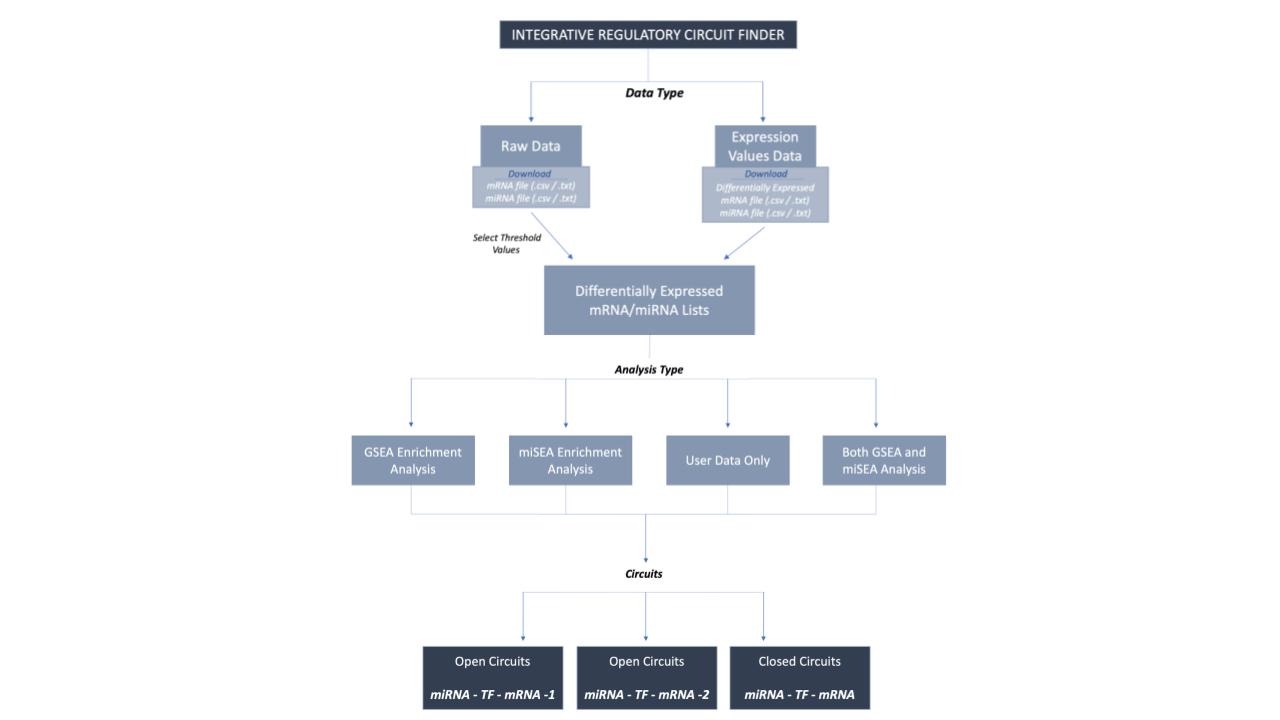 INTEGRATIVE REGULATORY CIRCUIT FINDER
Data Type
Raw Data
Download
mRNA file (.csv / .txt)
miRNA file (.csv / .txt)
Expression
Values Data
Download
Differentially Expressed
mRNA file (.csv / .txt)
miRNA file (.csv / .txt)
Select Threshold
Values
Differentially Expressed
mRNA/miRNA Lists
Analysis Type
GSEA Enrichment
Analysis
miSEA Enrichment
Analysis
User Data Only
Both GSEA and
miSEA Analysis
Circuits
Open Circuits
miRNA - TF - mRNA -1
Open Circuits
miRNA - TF - mRNA -2
Closed Circuits
miRNA - TF - mRNA